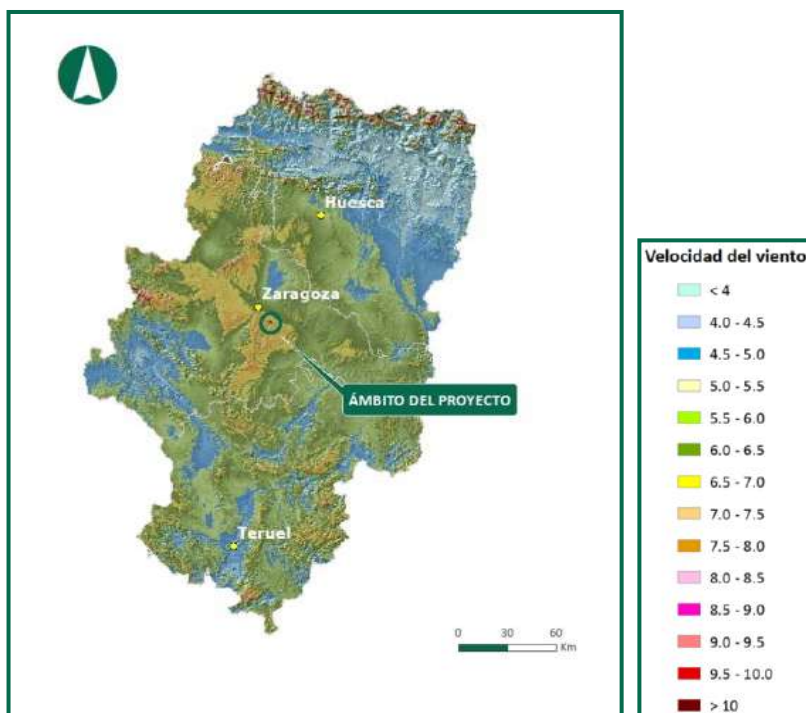 Huesca
Zaragoza
ÁMBITO DEL PROYECTO
Teruel
0 30 60
Km
Velocidad del viento
< 4
4.0 - 4.5
4.5 - 5.0
5.0 - 5.5
5.5 - 6.0
6.0 - 6.5
6.5 - 7.0
7.0 - 7.5
7.5 - 8.0
8.0 - 8.5
8.5 - 9.0
9.0 - 9.5
9.5 - 10.0
> 10